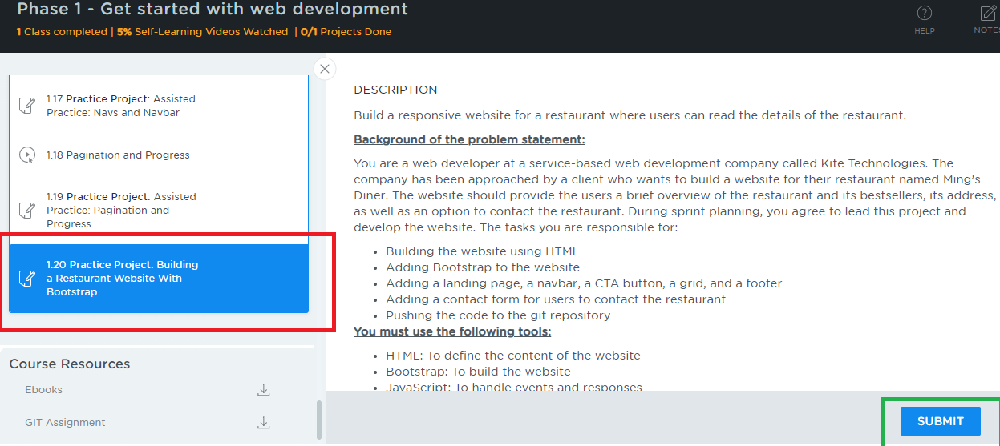 Phase 1 - Get started with web development
1 Class completed | 5% Self-Learning Videos Watched | 0/1 Projects Done
HELP
NOTES
1.17 Practice Project: Assisted
Practice: Navs and Navbar
1.18 Pagination and Progress
1.19 Practice Project: Assisted
Practice: Pagination and
Progress
1.20 Practice Project: Building
a Restaurant Website With
Bootstrap
Course Resources
Ebooks
GIT Assignment
DESCRIPTION
Build a responsive website for a restaurant where users can read the details of the restaurant.
Background of the problem statement:
You are a web developer at a service-based web development company called Kite Technologies. The
company has been approached by a client who wants to build a website for their restaurant named Ming's
Diner. The website should provide the users a brief overview of the restaurant and its bestsellers, its address,
as well as an option to contact the restaurant. During sprint planning, you agree to lead this project and
develop the website. The tasks you are responsible for:
• Building the website using HTML
• Adding Bootstrap to the website
• Adding a landing page, a navbar, a CTA button, a grid, and a footer
• Adding a contact form for users to contact the restaurant
• Pushing the code to the git repository
You must use the following tools:
• HTML: To define the content of the website
• Bootstrap: To build the website
• JavaScript: To handle events and responses
SUBMIT